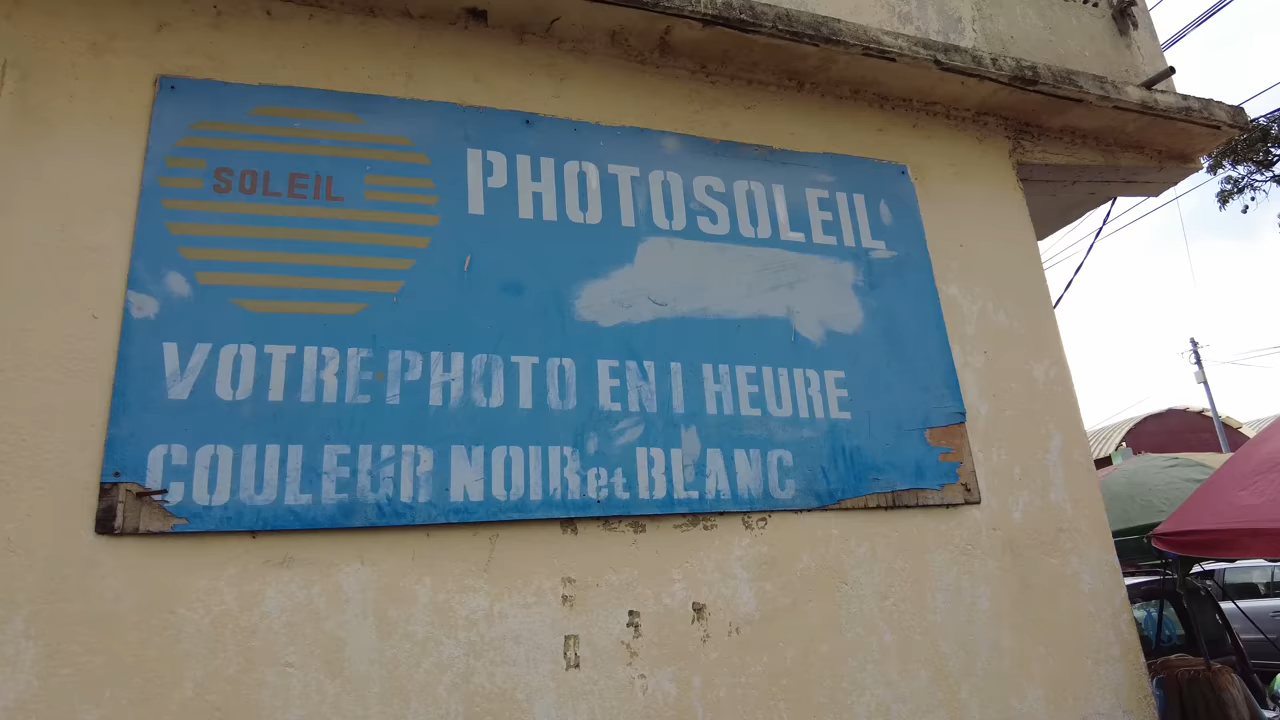 SOLEIL
PHOTOSOLEIL
VOTRE PHOTO EN 1 HEURE
COULEUR NOIR et BLANC